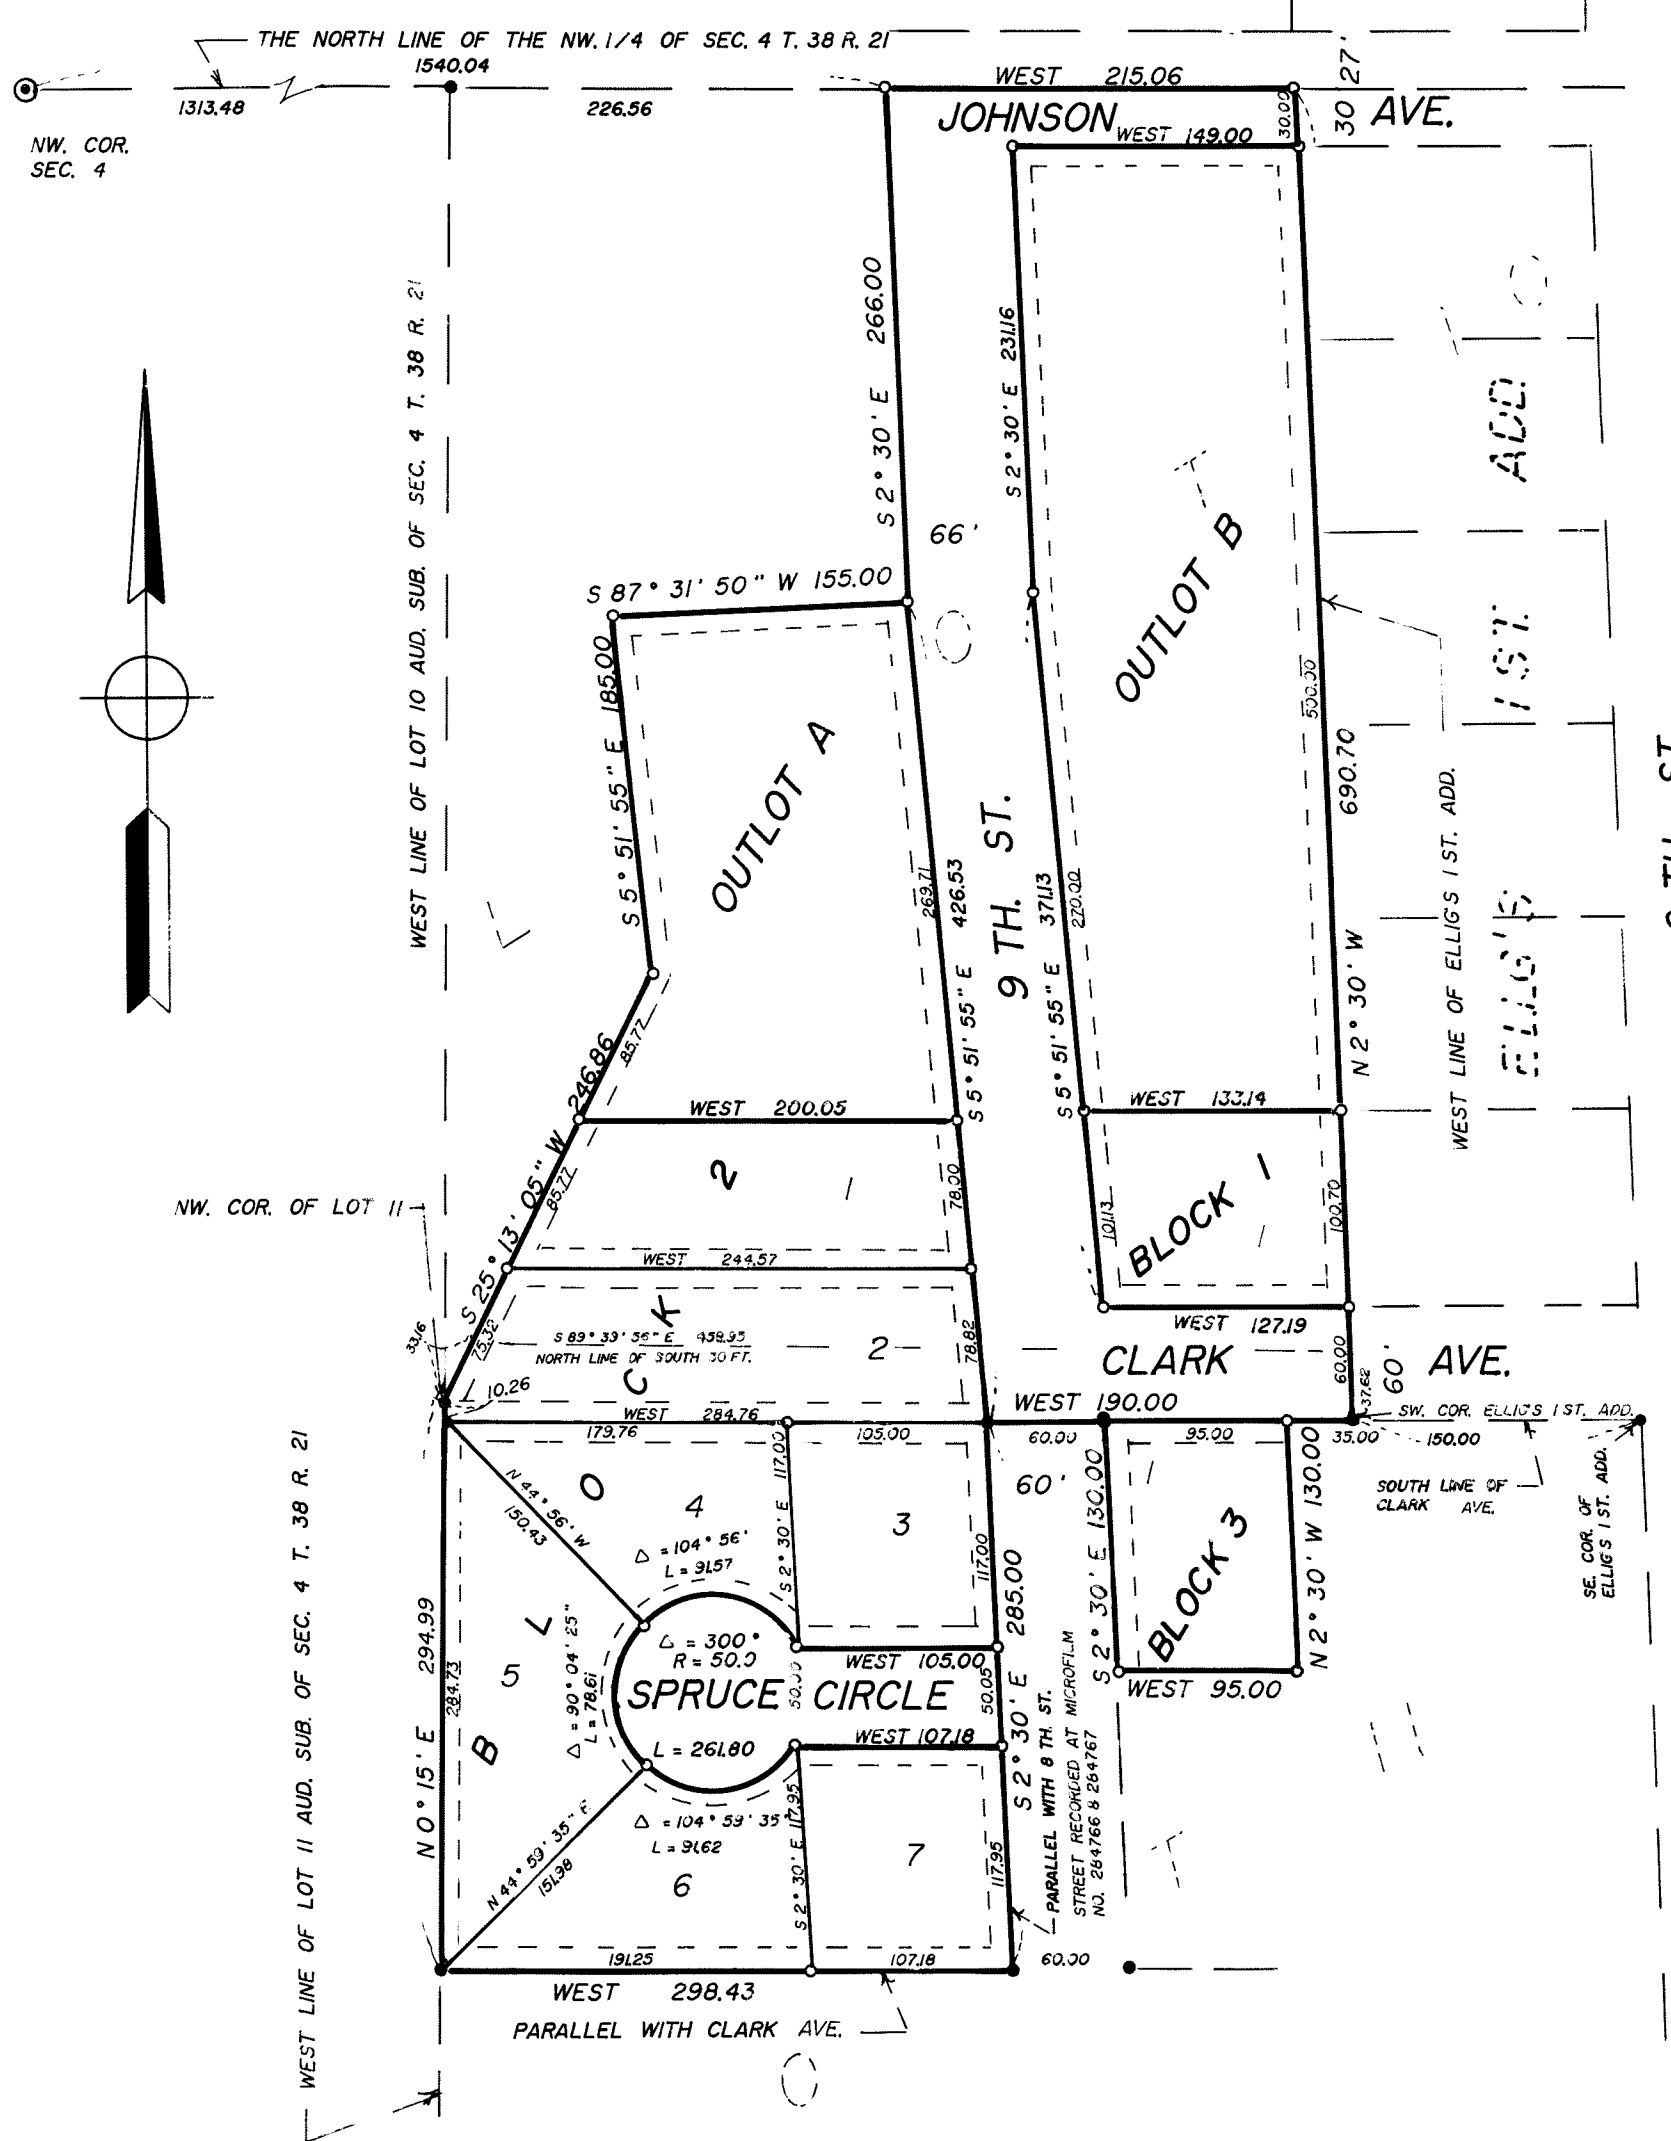 THE NORTH LINE OF THE NW. 1/4 OF SEC. 4 T. 38 R. 21
1540.04
1313.48
226.56
NW. COR.
SEC. 4
WEST 215.06
JOHNSON AVE.
30.00
30'
27'
WEST 149.00
WEST LINE OF LOT 10 AUD. SUB. OF SEC. 4 T. 38 R. 21
S 2° 30' E 266.00
S 2° 30' E 231.16
66'
OUTLOT B
S 87° 31' 50" W 155.00
S 5° 51' 55" E 185.00
OUTLOT A
269.71
426.53
S 5° 51' 55" E
9 TH. ST.
371.13
270.00
S 5° 51' 55" E
500.00
690.70
N 2° 30' W
WEST LINE OF ELLIG'S 1 ST. ADD.
ELLIG'S 1 ST. ADD.
246.86
85.77
S 25° 13' 05" W
WEST 200.05
WEST 133.14
2
1
85.77
78.00
101.13
BLOCK 1
1
100.70
NW. COR. OF LOT 11
WEST 244.57
WEST 127.19
33.16
75.32
S 89° 39' 56" E 459.95
NORTH LINE OF SOUTH 30 FT.
2
78.82
CLARK AVE.
60.00
60'
37.62
10.26
WEST 284.76
179.76
105.00
WEST 190.00
60.00
95.00
35.00
SW. COR. ELLIG'S 1 ST. ADD.
150.00
SOUTH LINE OF
CLARK AVE.
SE. COR. OF
ELLIG'S 1 ST. ADD.
WEST LINE OF LOT 11 AUD. SUB. OF SEC. 4 T. 38 R. 21
BLOCK
N 44° 56' W
150.43
4
Δ = 104° 56'
L = 91.57
117.00
S 2° 30' E
3
117.00
60'
285.00
S 2° 30' E
S 2° 30' E 130.00
1
BLOCK 3
N 2° 30' W 130.00
WEST 95.00
N 0° 15' E 294.99
284.73
5
Δ = 90° 04' 25"
L = 78.61
Δ = 300°
R = 50.0
WEST 105.00
SPRUCE CIRCLE
50.00
50.05
L = 261.80
WEST 107.18
Δ = 104° 59' 35"
L = 91.62
N 44° 59' 35" E
151.98
6
S 2° 30' E 117.95
7
117.95
PARALLEL WITH 8 TH. ST.
STREET RECORDED AT MICROFILM
NO. 284766 & 284767
191.25
107.18
60.00
WEST 298.43
PARALLEL WITH CLARK AVE.